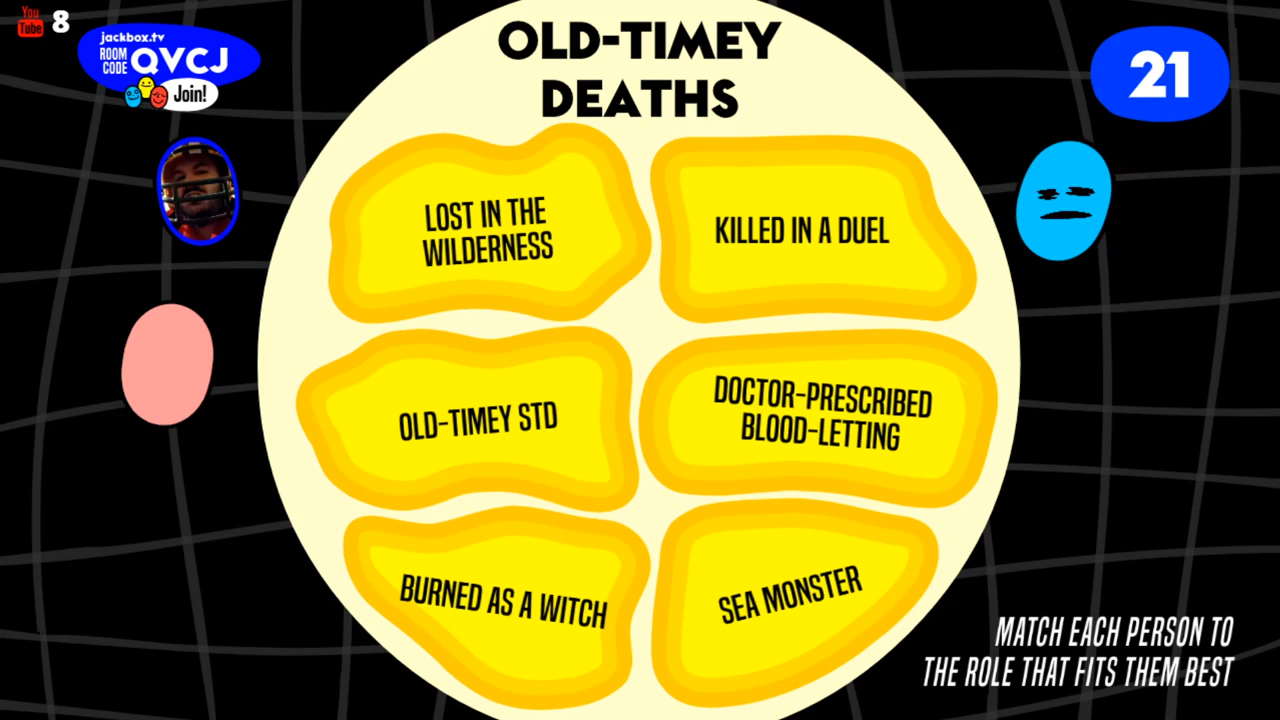 You
Tube 8
jackbox.tv
ROOM
CODE QVCJ
Join!
OLD-TIMEY
DEATHS
21
LOST IN THE
WILDERNESS
KILLED IN A DUEL
OLD-TIMEY STD
DOCTOR-PRESCRIBED
BLOOD-LETTING
BURNED AS A WITCH
SEA MONSTER
MATCH EACH PERSON TO
THE ROLE THAT FITS THEM BEST